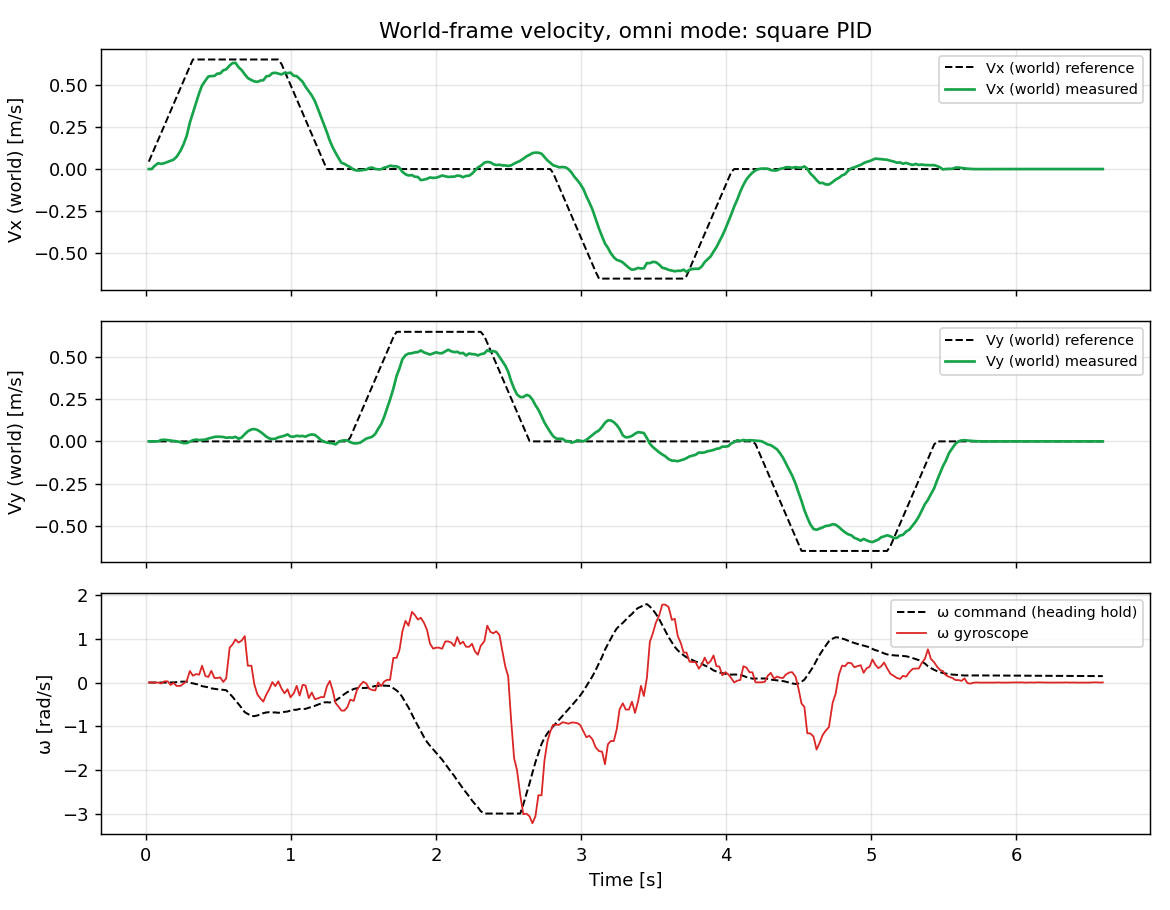 World-frame velocity, omni mode: square PID
Vx (world) [m/s]
0.50
0.25
0.00
−0.25
−0.50
Vx (world) reference
Vx (world) measured
Vy (world) [m/s]
0.50
0.25
0.00
−0.25
−0.50
Vy (world) reference
Vy (world) measured
ω [rad/s]
2
1
0
−1
−2
−3
ω command (heading hold)
ω gyroscope
0 1 2 3 4 5 6
Time [s]